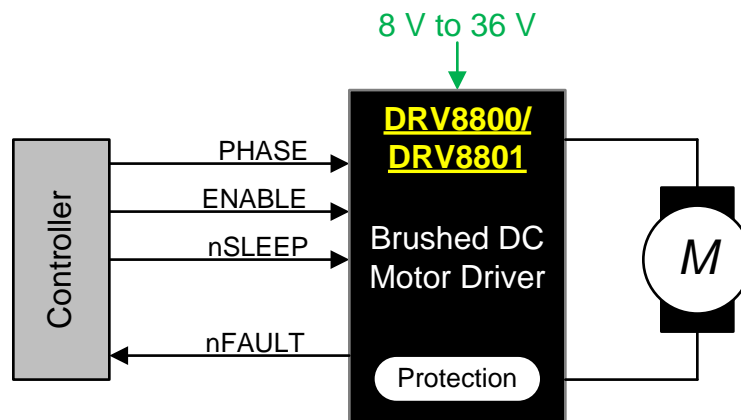 8 V to 36 V
DRV8800/
DRV8801
PHASE
ENABLE
nSLEEP
nFAULT
Controller
Brushed DC
Motor Driver
Protection
M